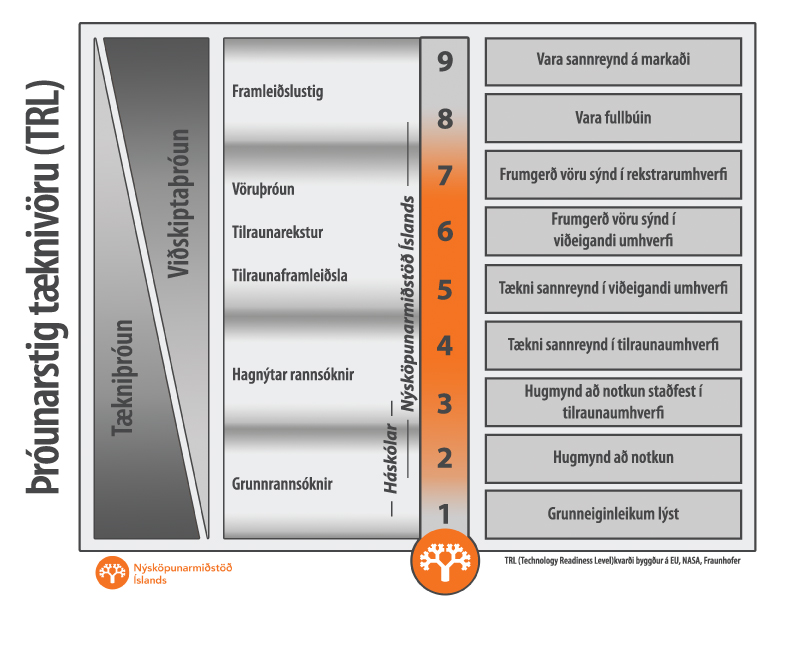 Þróunarstig tæknivöru (TRL)
Tækniþróun
Viðskiptaþróun
Framleiðslustig
Vöruþróun
Tilraunarekstur
Tilraunaframleiðsla
Hagnýtar rannsóknir
Grunnrannsóknir
Háskólar
Nýsköpunarmiðstöð Íslands
9
Vara sannreynd á markaði
8
Vara fullbúin
7
Frumgerð vöru sýnd í rekstrarumhverfi
6
Frumgerð vöru sýnd í
viðeigandi umhverfi
5
Tækni sannreynd í viðeigandi umhverfi
4
Tækni sannreynd í tilraunaumhverfi
3
Hugmynd að notkun staðfest í
tilraunaumhverfi
2
Hugmynd að notkun
1
Grunneiginleikum lýst
Nýsköpunarmiðstöð
Íslands
TRL (Technology Readiness Level)kvarði byggður á EU, NASA, Fraunhofer